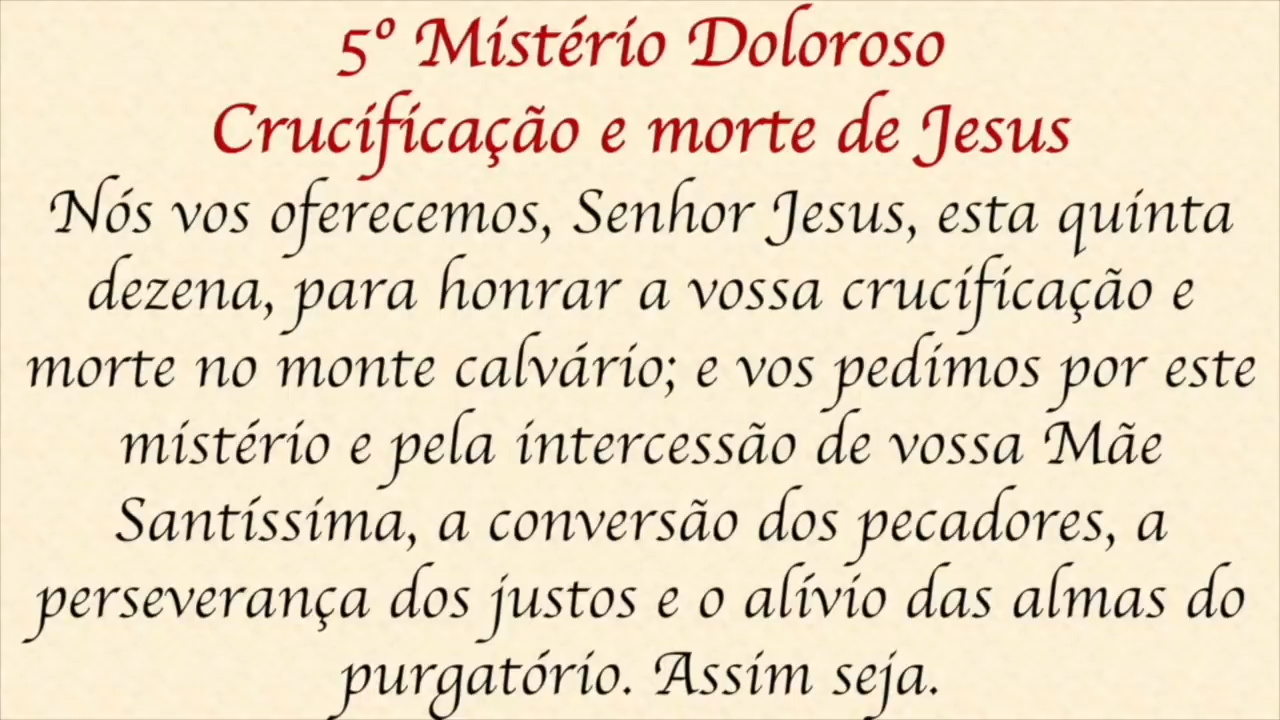 5º Mistério Doloroso
Crucificação e morte de Jesus
Nós vos oferecemos, Senhor Jesus, esta quinta
dezena, para honrar a vossa crucificação e
morte no monte calvário; e vos pedimos por este
mistério e pela intercessão de vossa Mãe
Santíssima, a conversão dos pecadores, a
perseverança dos justos e o alívio das almas do
purgatório. Assim seja.